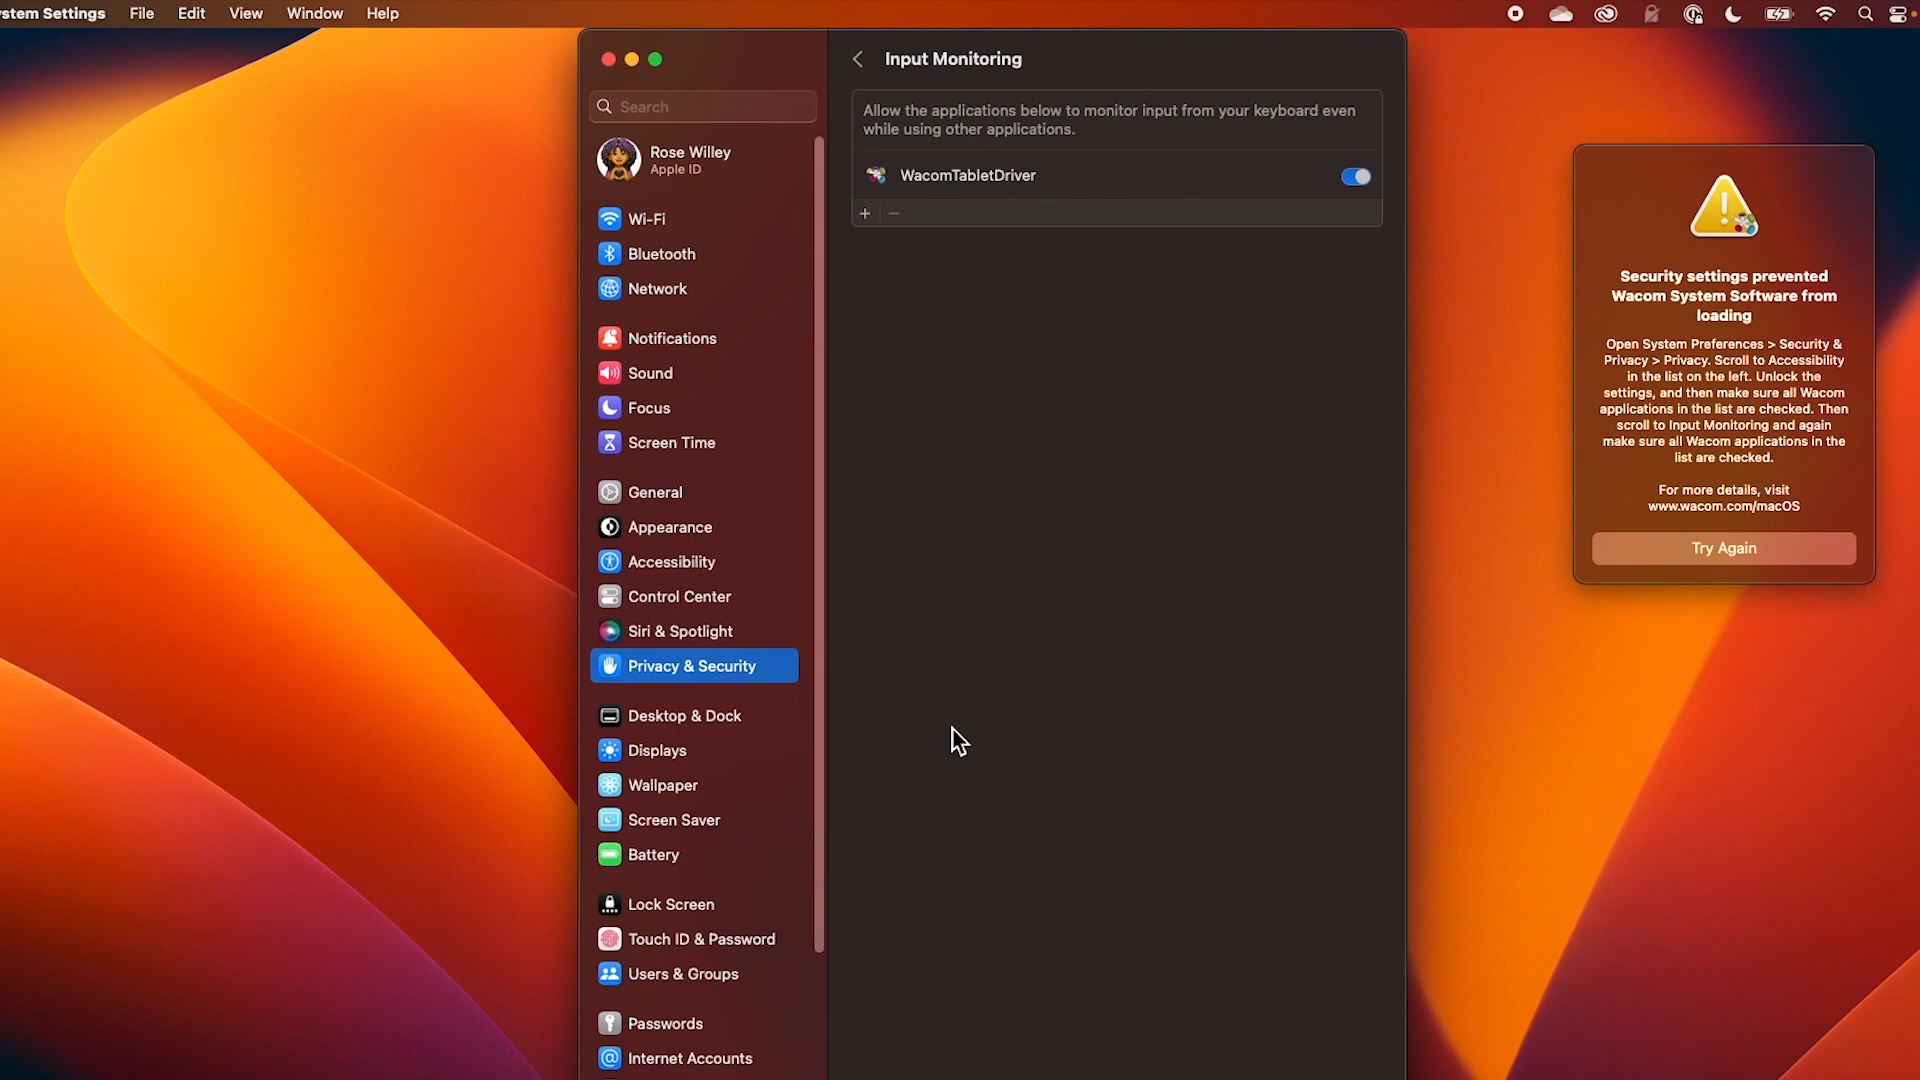 stem Settings File Edit View Window Help
Input Monitoring
Search
Allow the applications below to monitor input from your keyboard even
while using other applications.
WacomTabletDriver
+ −
Rose Willey
Apple ID
Wi-Fi
Bluetooth
Network
Notifications
Sound
Focus
Screen Time
General
Appearance
Accessibility
Control Center
Siri & Spotlight
Privacy & Security
Desktop & Dock
Displays
Wallpaper
Screen Saver
Battery
Lock Screen
Touch ID & Password
Users & Groups
Passwords
Internet Accounts
Security settings prevented
Wacom System Software from
loading
Open System Preferences > Security &
Privacy > Privacy. Scroll to Accessibility
in the list on the left. Unlock the
settings, and then make sure all Wacom
applications in the list are checked. Then
scroll to Input Monitoring and again
make sure all Wacom applications in the
list are checked.
For more details, visit
www.wacom.com/macOS
Try Again